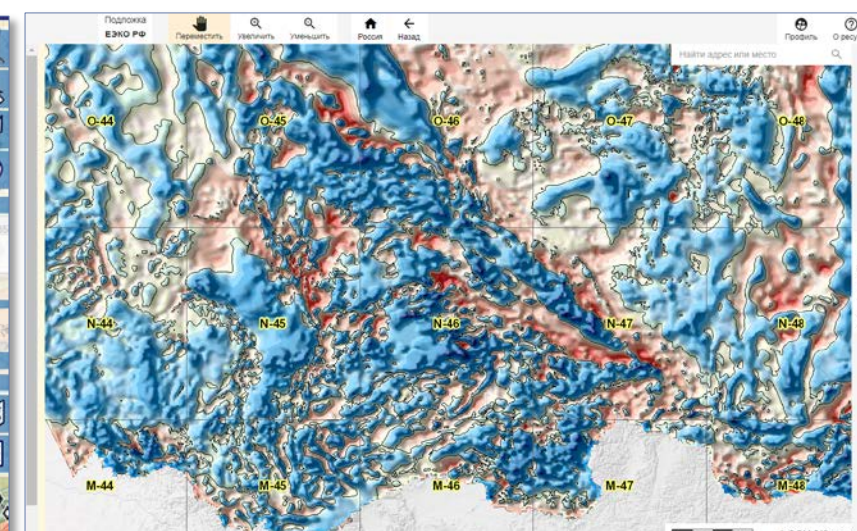 Подложка
ЕЭКО РФ
Переместить
Увеличить
Уменьшить
Россия
Назад
Профиль
О ресу
Найти адрес или место
O-44
O-45
O-46
O-47
O-48
N-44
N-45
N-46
N-47
N-48
M-44
M-45
M-46
M-47
M-48